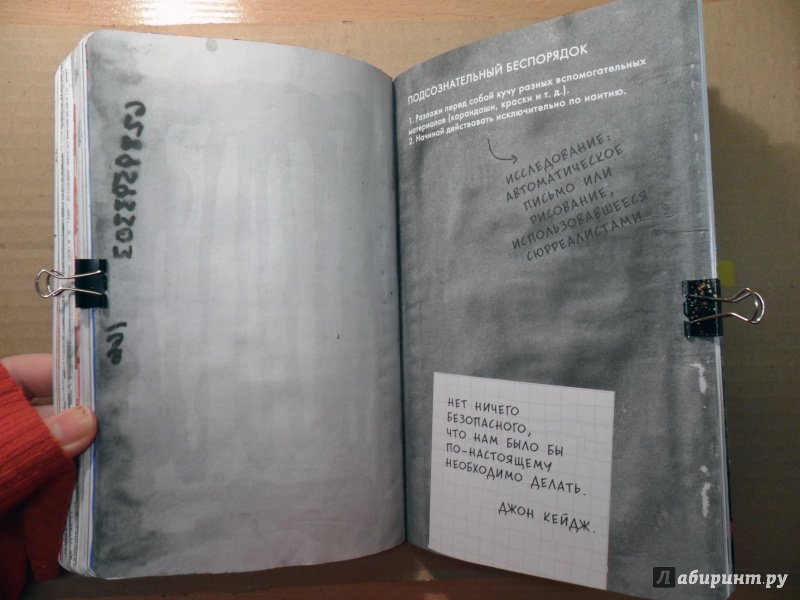 ПОДСОЗНАТЕЛЬНЫЙ БЕСПОРЯДОК
1. Разложи перед собой кучу разных вспомогательных
материалов (карандаши, краски и т. д.).
2. Начинай действовать исключительно по наитию.
ИССЛЕДОВАНИЕ:
АВТОМАТИЧЕСКОЕ
ПИСЬМО ИЛИ
РИСОВАНИЕ,
ИСПОЛЬЗОВАВШЕЕСЯ
СЮРРЕАЛИСТАМИ
НЕТ НИЧЕГО
БЕЗОПАСНОГО,
ЧТО НАМ БЫЛО БЫ
ПО-НАСТОЯЩЕМУ
НЕОБХОДИМО ДЕЛАТЬ.
ДЖОН КЕЙДЖ.
Лабиринт.ру